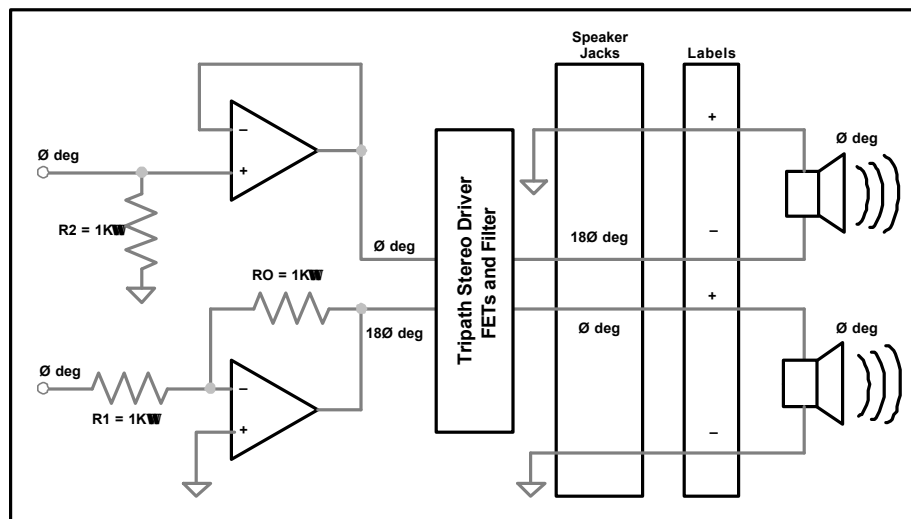 Speaker
Jacks
Labels
Ø deg
R2 = 1KW
–
+
Ø deg
Tripath Stereo Driver
FETs and Filter
+
–
18Ø deg
Ø deg
RO = 1KW
18Ø deg
Ø deg
R1 = 1KW
–
+
+
–
Ø deg
Ø deg